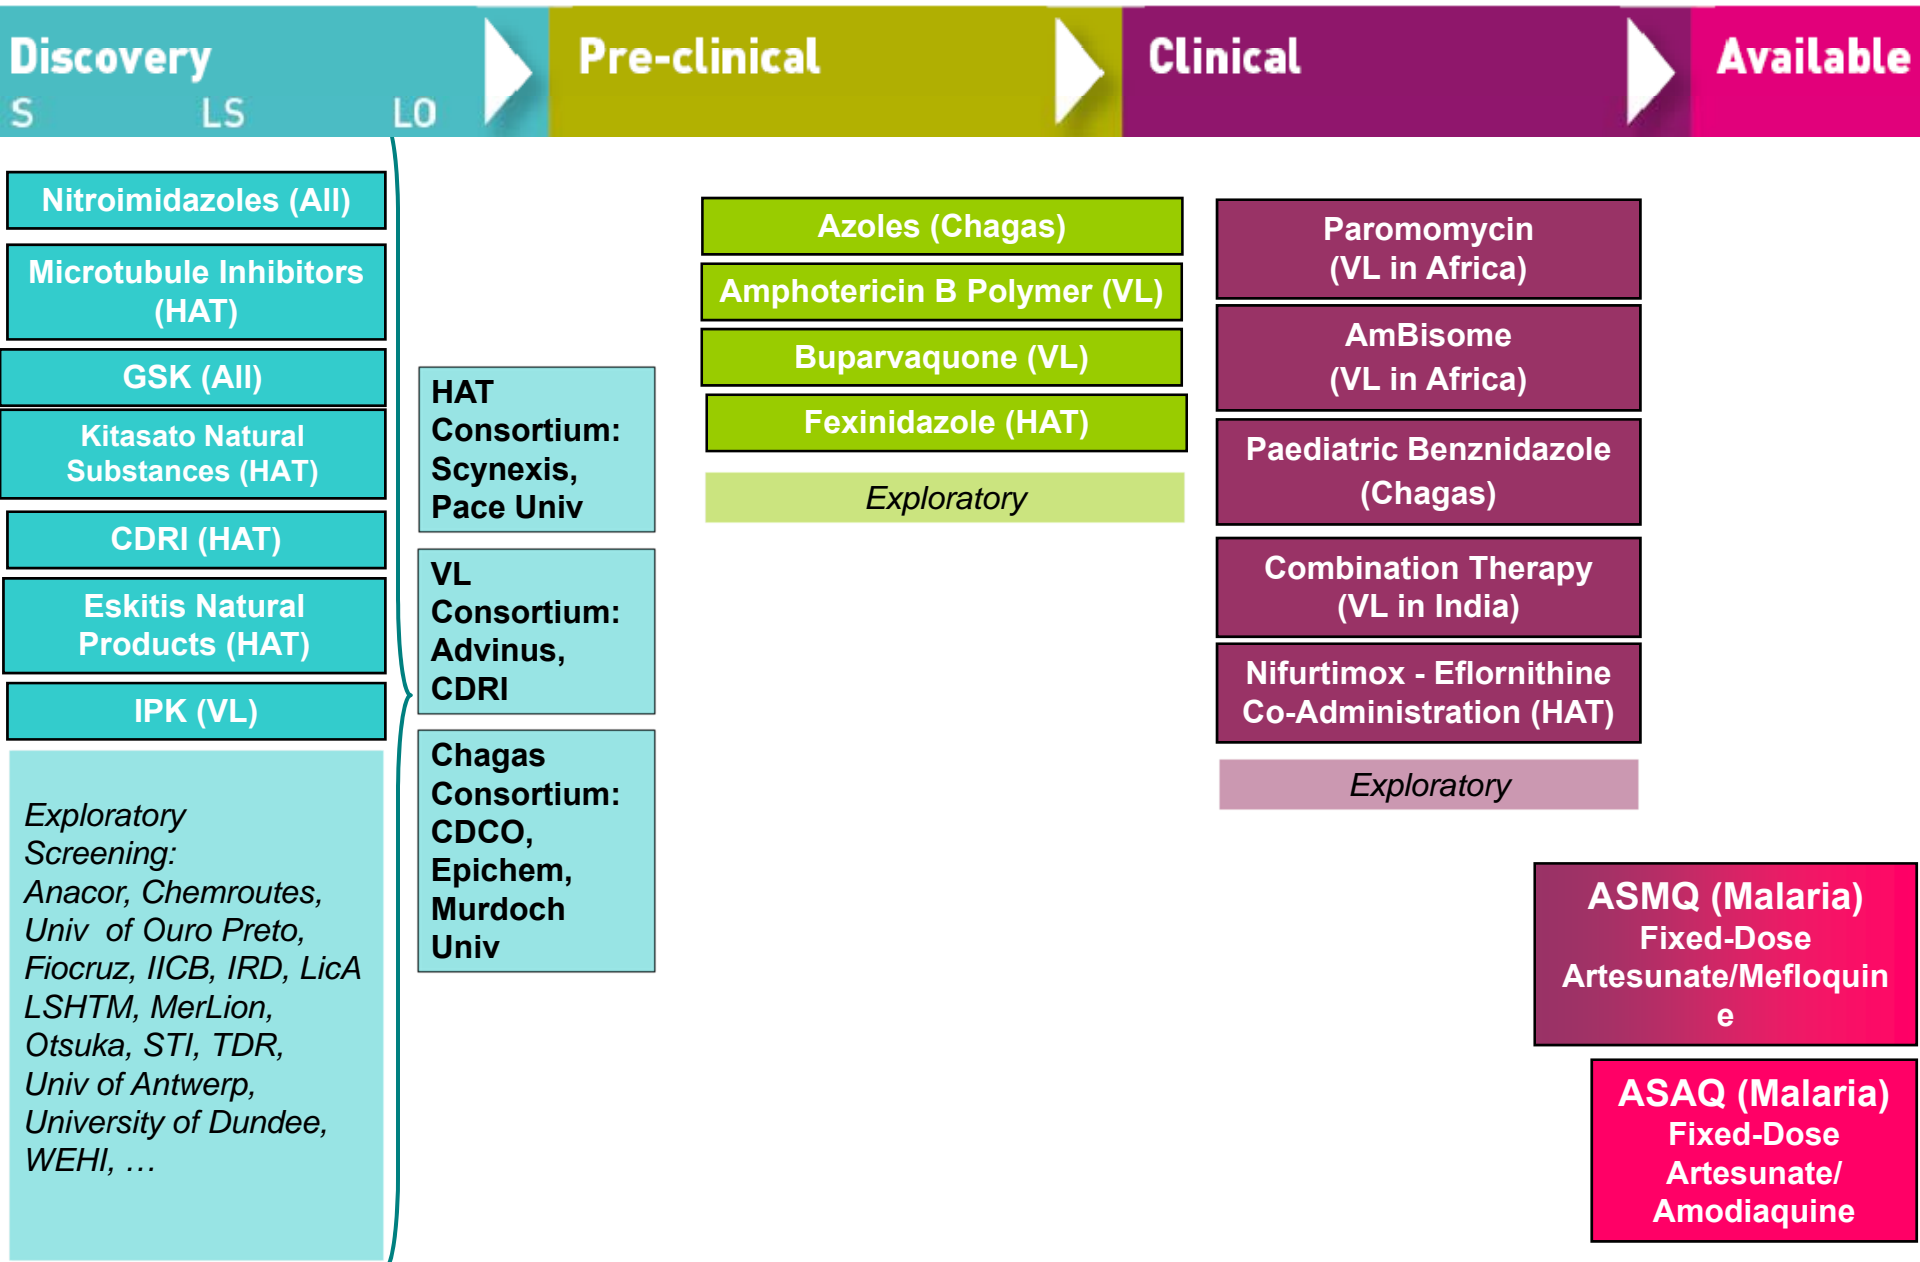 Discovery
S LS LO
Pre-clinical
Clinical
Available
Nitroimidazoles (All)
Microtubule Inhibitors
(HAT)
GSK (All)
Kitasato Natural
Substances (HAT)
CDRI (HAT)
Eskitis Natural
Products (HAT)
IPK (VL)
Exploratory
Screening:
Anacor, Chemroutes,
Univ of Ouro Preto,
Fiocruz, IICB, IRD, LicA
LSHTM, MerLion,
Otsuka, STI, TDR,
Univ of Antwerp,
University of Dundee,
WEHI, …
HAT
Consortium:
Scynexis,
Pace Univ
VL
Consortium:
Advinus,
CDRI
Chagas
Consortium:
CDCO,
Epichem,
Murdoch
Univ
Azoles (Chagas)
Amphotericin B Polymer (VL)
Buparvaquone (VL)
Fexinidazole (HAT)
Exploratory
Paromomycin
(VL in Africa)
AmBisome
(VL in Africa)
Paediatric Benznidazole
(Chagas)
Combination Therapy
(VL in India)
Nifurtimox - Eflornithine
Co-Administration (HAT)
Exploratory
ASMQ (Malaria)
Fixed-Dose
Artesunate/Mefloquin
e
ASAQ (Malaria)
Fixed-Dose
Artesunate/
Amodiaquine